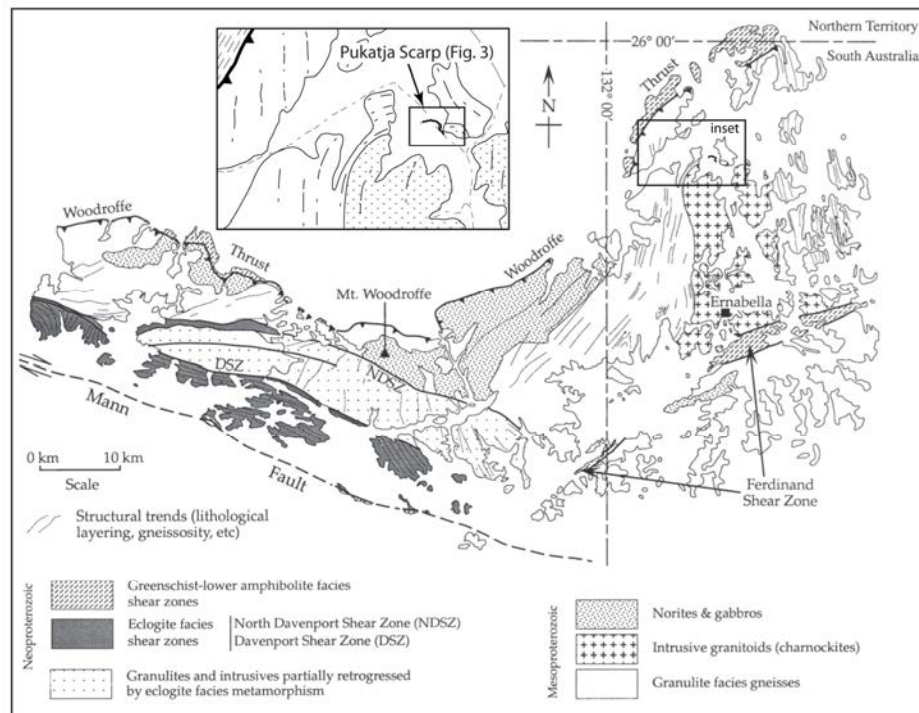 Pukatja Scarp (Fig. 3)
26° 00'
Northern Territory
South Australia
N
132° 00'
Thrust
inset
Woodroffe
Thrust
Woodroffe
Mt. Woodroffe
Ernabella
DSZ
NDSZ
Mann
Fault
0 km 10 km
Scale
Ferdinand
Shear Zone
Structural trends (lithological
layering, gneissosity, etc)
Neoproterozoic
Greenschist-lower amphibolite facies
shear zones
Eclogite facies
shear zones
North Davenport Shear Zone (NDSZ)
Davenport Shear Zone (DSZ)
Granulites and intrusives partially retrogressed
by eclogite facies metamorphism
Mesoproterozoic
Norites & gabbros
Intrusive granitoids (charnockites)
Granulite facies gneisses